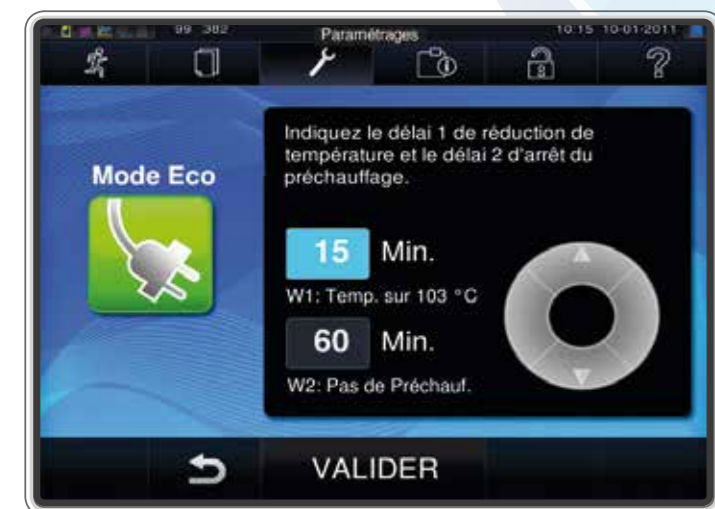 99 382
Paramétrages
10:15 10-01-2011
Mode Eco
Indiquez le délai 1 de réduction de
température et le délai 2 d'arrêt du
préchauffage.
15 Min.
W1: Temp. sur 103 °C
60 Min.
W2: Pas de Préchauf.
VALIDER